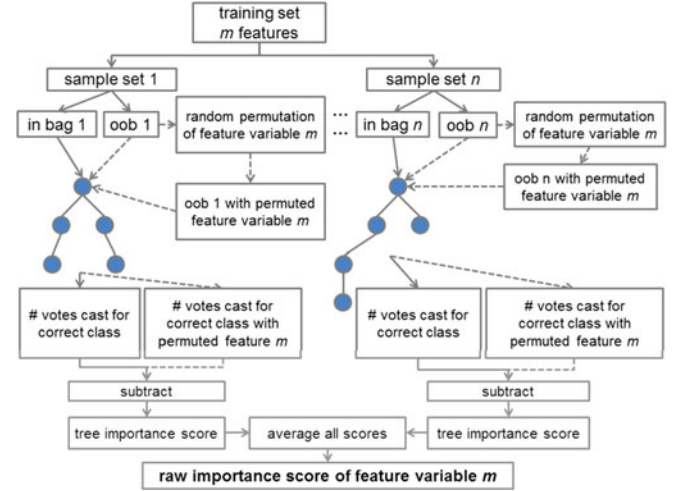 training set
m features
sample set 1
sample set n
in bag 1
oob 1
random permutation
of feature variable m
...
...
in bag n
oob n
random permutation
of feature variable m
oob 1 with permuted
feature variable m
oob n with permuted
feature variable m
# votes cast for
correct class
# votes cast for
correct class with
permuted feature m
# votes cast for
correct class
# votes cast for
correct class with
permuted feature m
subtract
subtract
tree importance score
average all scores
tree importance score
raw importance score of feature variable m